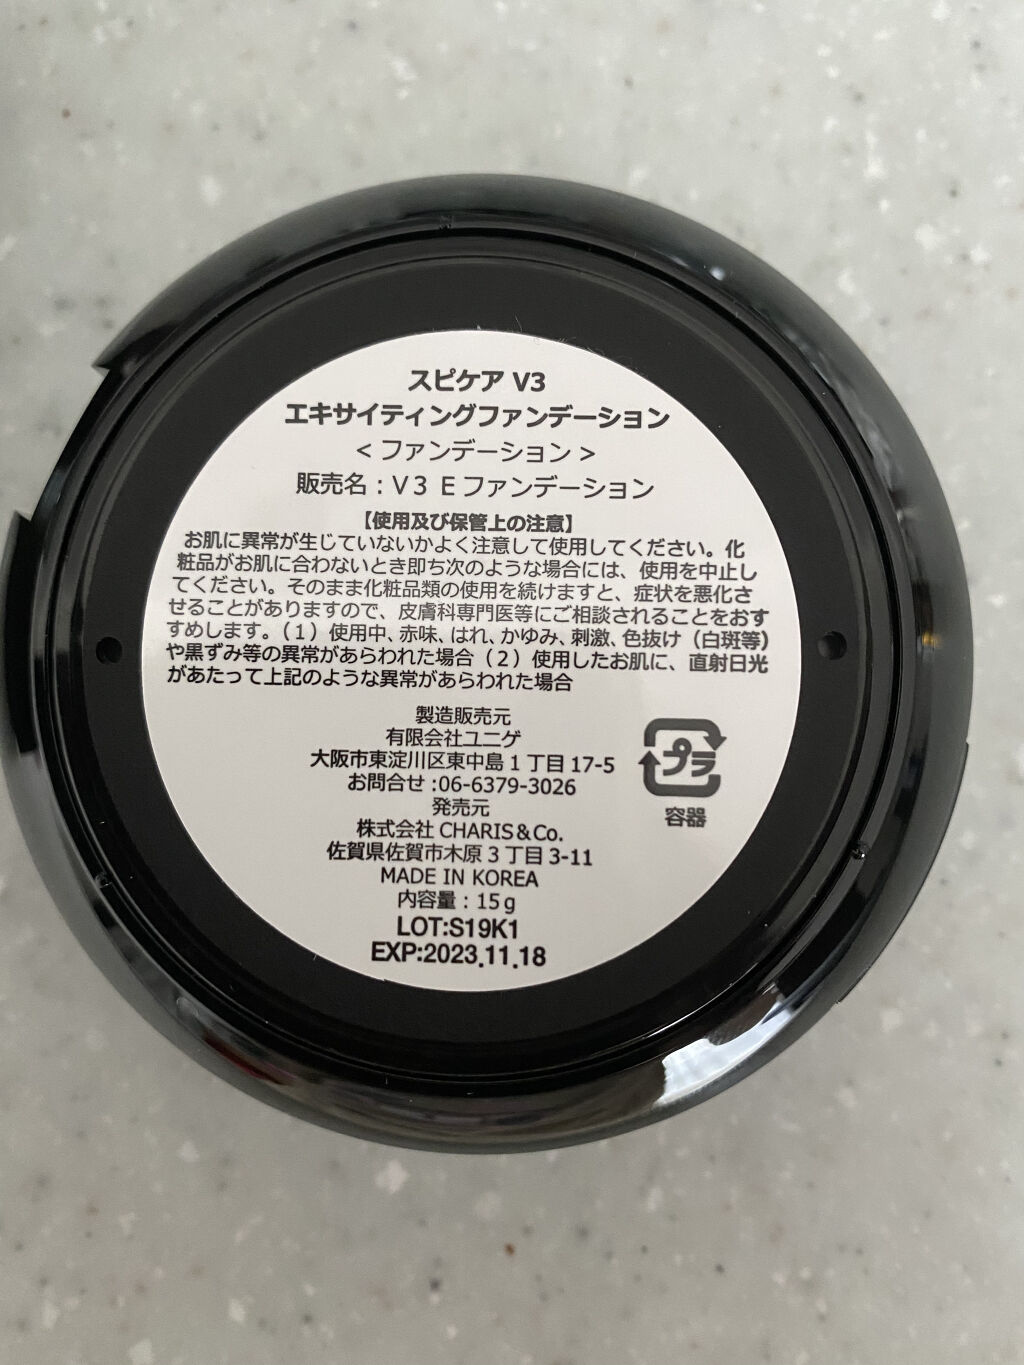 スピケア V3
エキサイティングファンデーション
< ファンデーション >
販売名：V3 Eファンデーション
【使用及び保管上の注意】
お肌に異常が生じていないかよく注意して使用してください。化
粧品がお肌に合わないとき即ち次のような場合には、使用を中止し
てください。そのまま化粧品類の使用を続けますと、症状を悪化さ
せることがありますので、皮膚科専門医等にご相談されることをおす
すめします。（1）使用中、赤味、はれ、かゆみ、刺激、色抜け（白斑等）
や黒ずみ等の異常があらわれた場合（2）使用したお肌に、直射日光
があたって上記のような異常があらわれた場合
製造販売元
有限会社ユニゲ
大阪市東淀川区東中島1丁目17-5
お問合せ:06-6379-3026
発売元
株式会社 CHARIS＆Co.
佐賀県佐賀市木原3丁目3-11
MADE IN KOREA
内容量：15g
LOT:S19K1
EXP:2023.11.18
プラ
容器